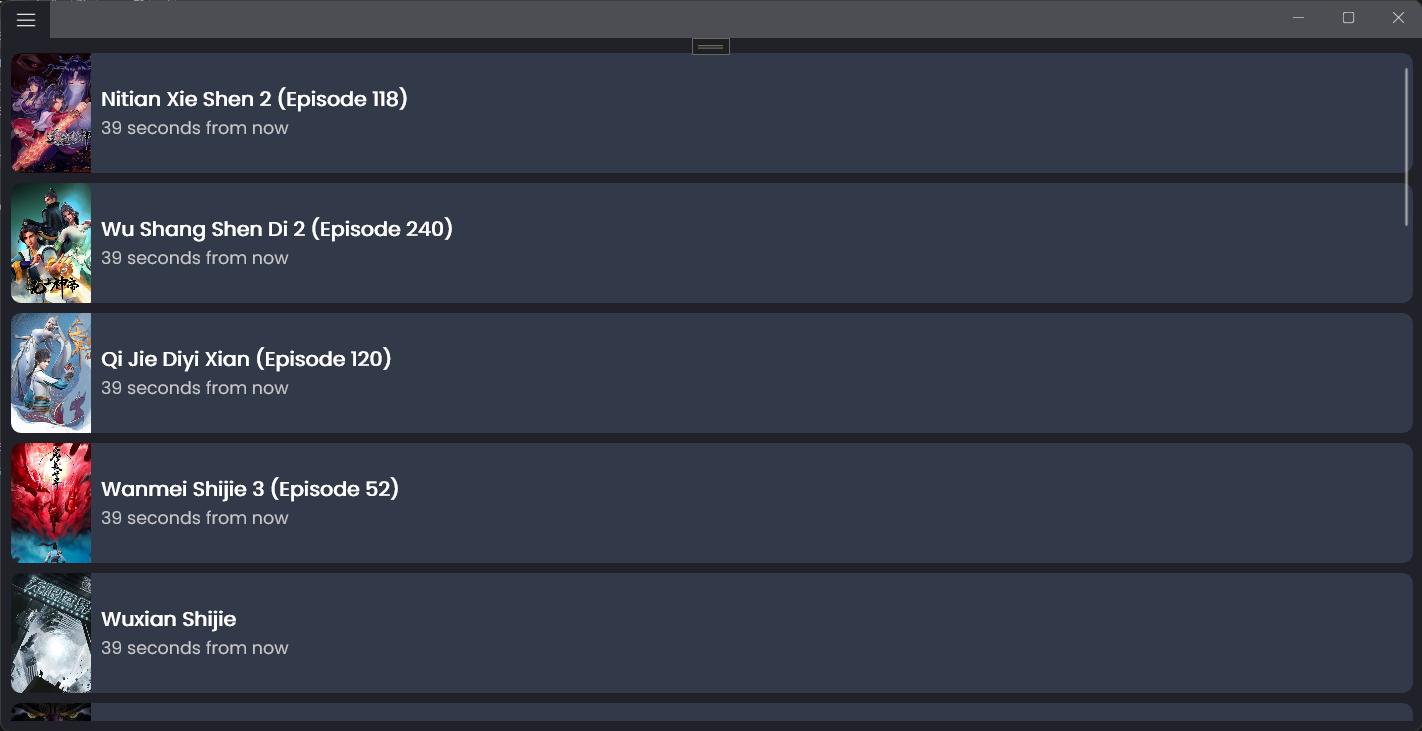 Nitian Xie Shen 2 (Episode 118)
39 seconds from now
Wu Shang Shen Di 2 (Episode 240)
39 seconds from now
Qi Jie Diyi Xian (Episode 120)
39 seconds from now
Wanmei Shijie 3 (Episode 52)
39 seconds from now
Wuxian Shijie
39 seconds from now